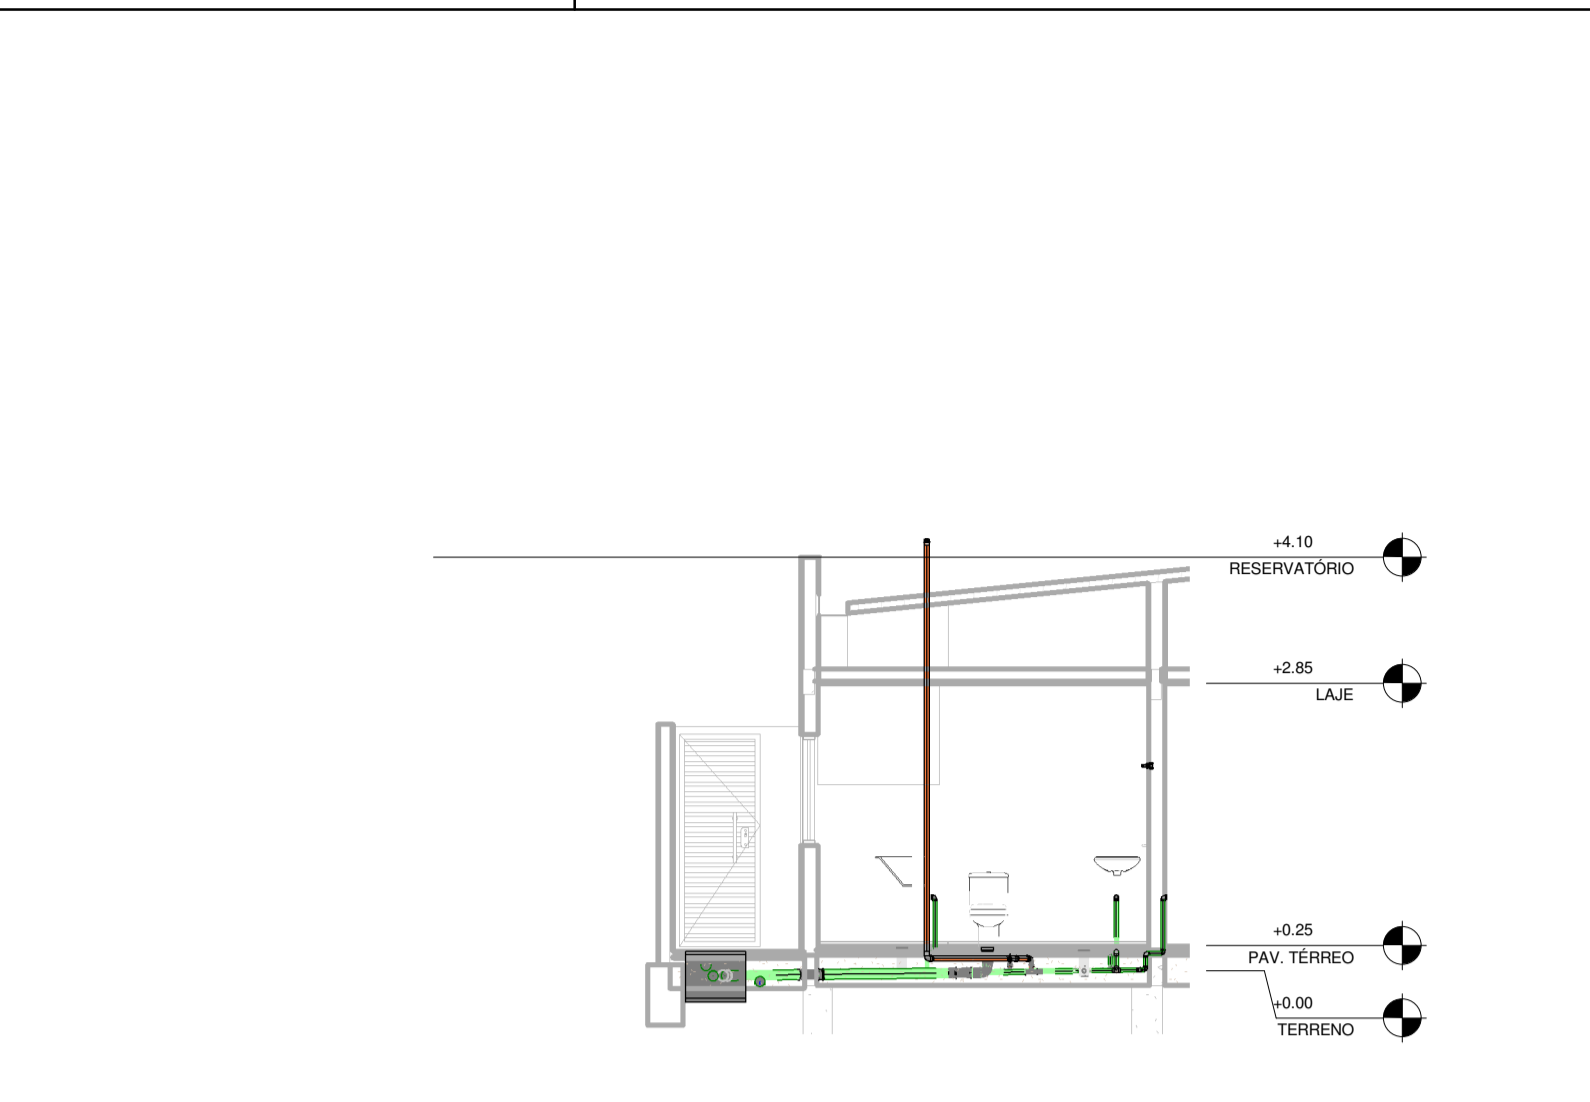 +4.10
RESERVATÓRIO
+2.85
LAJE
+0.25
PAV. TÉRREO
+0.00
TERRENO